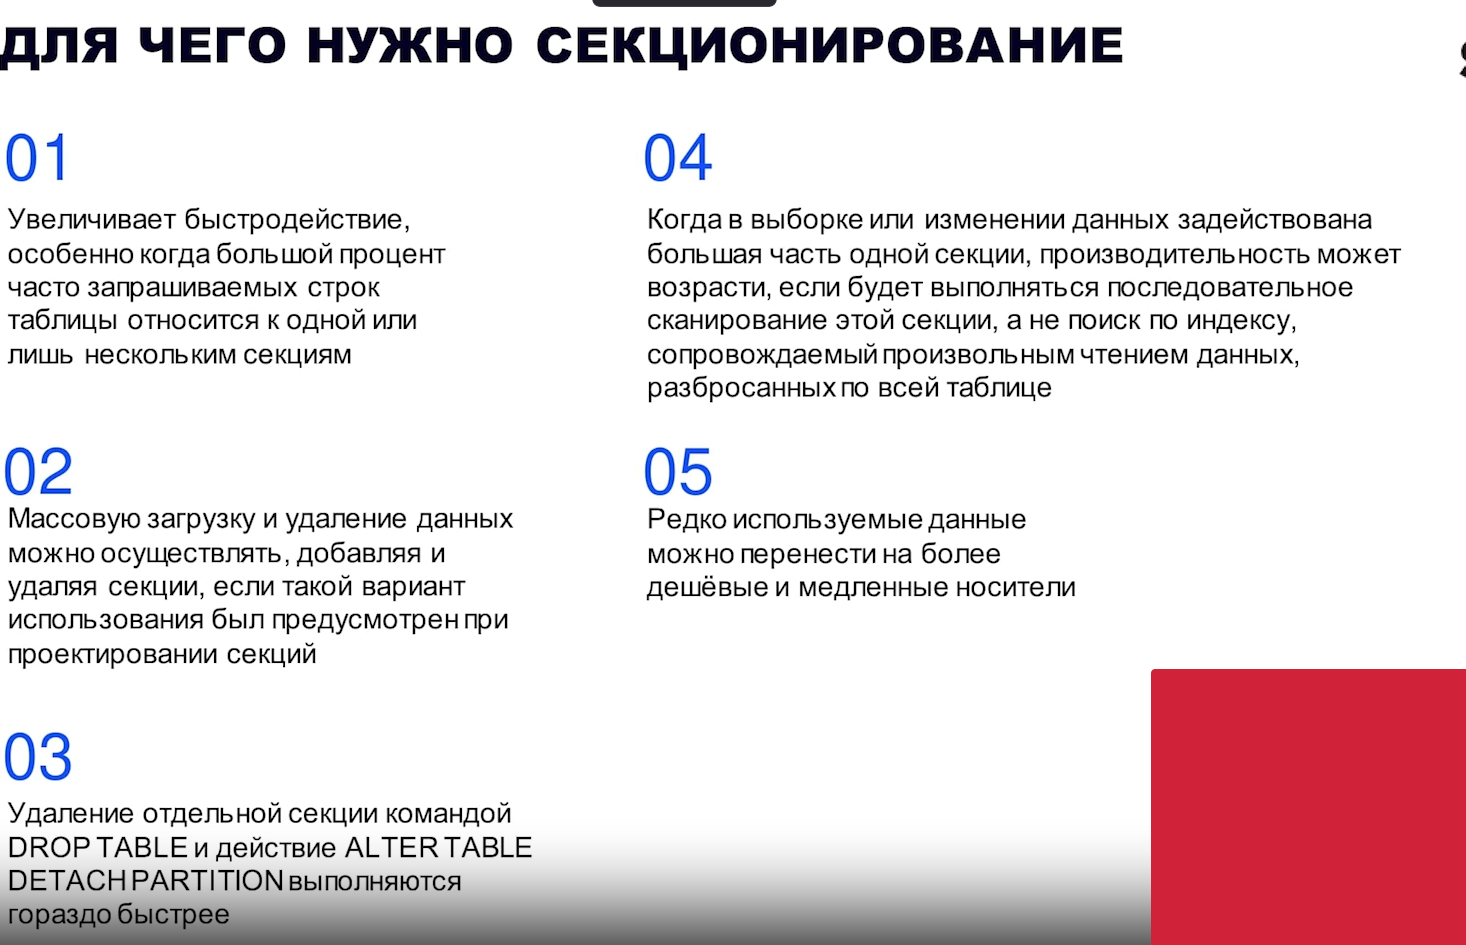 ДЛЯ ЧЕГО НУЖНО СЕКЦИОНИРОВАНИЕ
01
Увеличивает быстродействие,
особенно когда большой процент
часто запрашиваемых строк
таблицы относится к одной или
лишь нескольким секциям
02
Массовую загрузку и удаление данных
можно осуществлять, добавляя и
удаляя секции, если такой вариант
использования был предусмотрен при
проектировании секций
03
Удаление отдельной секции командой
DROP TABLE и действие ALTER TABLE
DETACH PARTITION выполняются
гораздо быстрее
04
Когда в выборке или изменении данных задействована
большая часть одной секции, производительность может
возрасти, если будет выполняться последовательное
сканирование этой секции, а не поиск по индексу,
сопровождаемый произвольным чтением данных,
разбросанных по всей таблице
05
Редко используемые данные
можно перенести на более
дешёвые и медленные носители